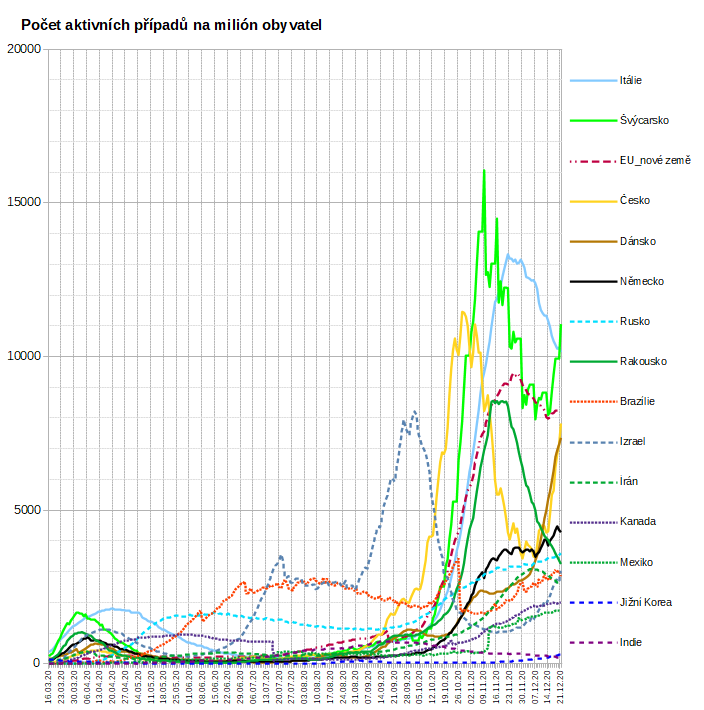 Počet aktivních případů na milión obyvatel
20000
15000
10000
5000
0
Itálie
Švýcarsko
EU_nové země
Česko
Dánsko
Německo
Rusko
Rakousko
Brazílie
Izrael
Írán
Kanada
Mexiko
Jižní Korea
Indie
16.03.20
23.03.20
30.03.20
06.04.20
13.04.20
20.04.20
27.04.20
04.05.20
11.05.20
18.05.20
25.05.20
01.06.20
08.06.20
15.06.20
22.06.20
29.06.20
06.07.20
13.07.20
20.07.20
27.07.20
03.08.20
10.08.20
17.08.20
24.08.20
31.08.20
07.09.20
14.09.20
21.09.20
28.09.20
05.10.20
12.10.20
19.10.20
26.10.20
02.11.20
09.11.20
16.11.20
23.11.20
30.11.20
07.12.20
14.12.20
21.12.20